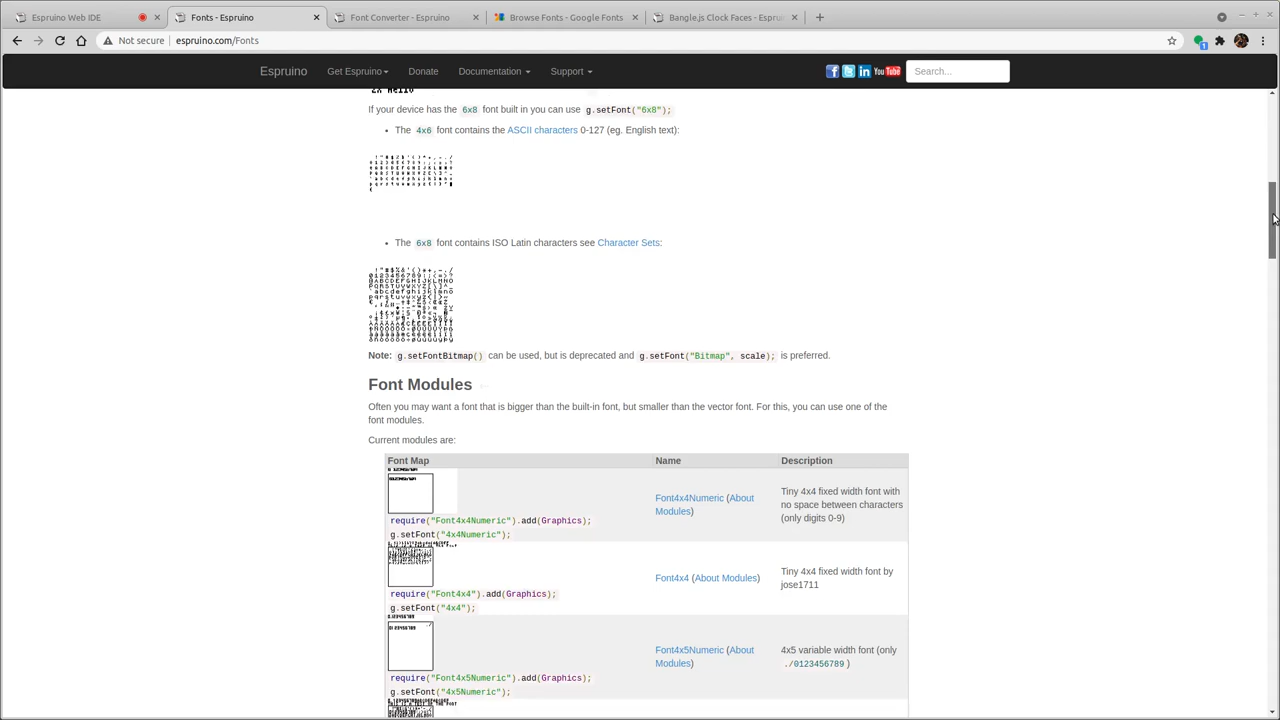 Espruino Web IDE
Fonts - Espruino
Font Converter - Espruino
Browse Fonts - Google Fonts
Bangle.js Clock Faces - Espruin
Not secure espruino.com/Fonts
Espruino Get Espruino Donate Documentation Support YouTube Search...
2x Hello
If your device has the 6x8 font built in you can use g.setFont("6x8");
• The 4x6 font contains the ASCII characters 0-127 (eg. English text):
• The 6x8 font contains ISO Latin characters see Character Sets:
Note: g.setFontBitmap() can be used, but is deprecated and g.setFont("Bitmap", scale); is preferred.
Font Modules
Often you may want a font that is bigger than the built-in font, but smaller than the vector font. For this, you can use one of the
font modules.
Current modules are:
Font Map Name Description
require("Font4x4Numeric").add(Graphics);
g.setFont("4x4Numeric");
Font4x4Numeric (About
Modules)
Tiny 4x4 fixed width font with
no space between characters
(only digits 0-9)
require("Font4x4").add(Graphics);
g.setFont("4x4");
Font4x4 (About Modules)
Tiny 4x4 fixed width font by
jose1711
require("Font4x5Numeric").add(Graphics);
g.setFont("4x5Numeric");
Font4x5Numeric (About
Modules)
4x5 variable width font (only
./0123456789 )